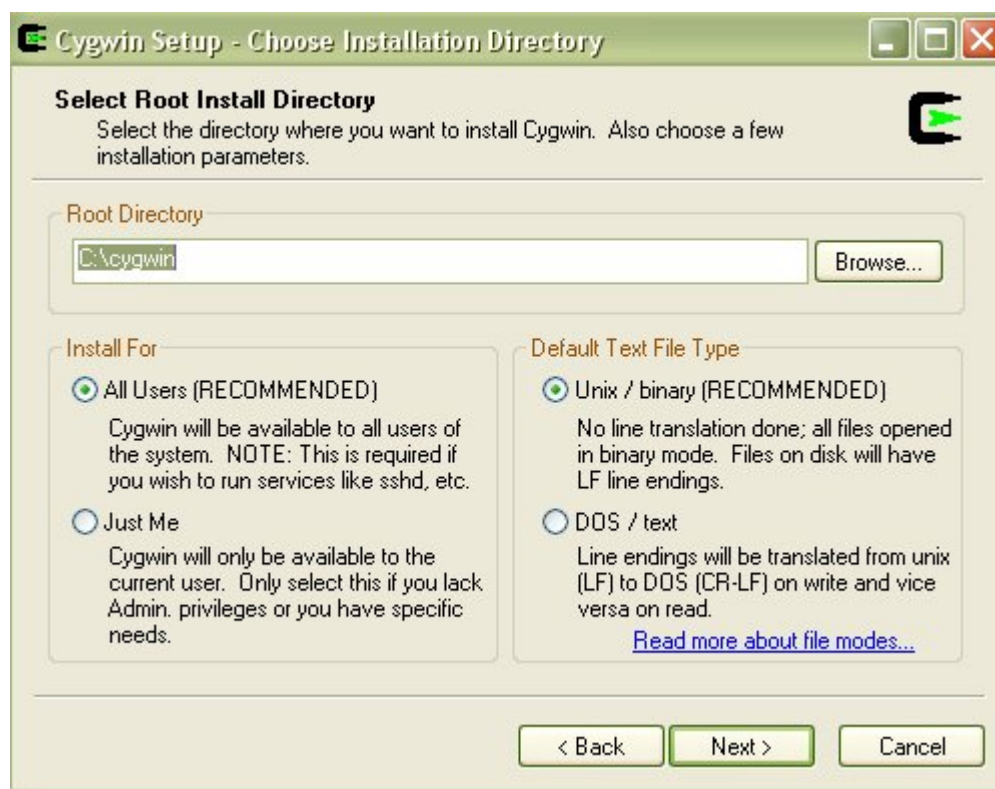 Cygwin Setup - Choose Installation Directory
Select Root Install Directory
Select the directory where you want to install Cygwin. Also choose a few
installation parameters.
Root Directory
C:\cygwin
Browse...
Install For
All Users (RECOMMENDED)
Cygwin will be available to all users of
the system. NOTE: This is required if
you wish to run services like sshd, etc.
Just Me
Cygwin will only be available to the
current user. Only select this if you lack
Admin. privileges or you have specific
needs.
Default Text File Type
Unix / binary (RECOMMENDED)
No line translation done; all files opened
in binary mode. Files on disk will have
LF line endings.
DOS / text
Line endings will be translated from unix
(LF) to DOS (CR-LF) on write and vice
versa on read.
Read more about file modes...
< Back
Next >
Cancel